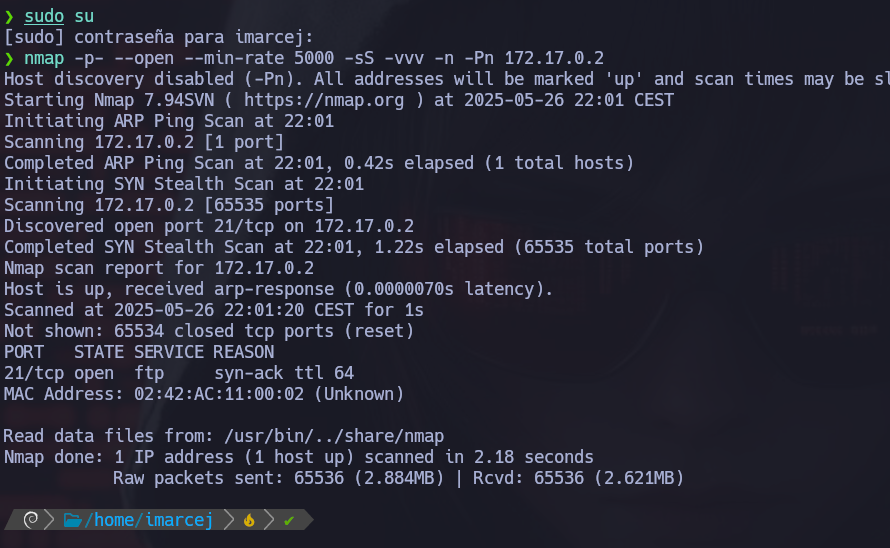 ❯ sudo su
[sudo] contraseña para imarcej:
❯ nmap -p- --open --min-rate 5000 -sS -vvv -n -Pn 172.17.0.2
Host discovery disabled (-Pn). All addresses will be marked 'up' and scan times may be
Starting Nmap 7.94SVN ( https://nmap.org ) at 2025-05-26 22:01 CEST
Initiating ARP Ping Scan at 22:01
Scanning 172.17.0.2 [1 port]
Completed ARP Ping Scan at 22:01, 0.42s elapsed (1 total hosts)
Initiating SYN Stealth Scan at 22:01
Scanning 172.17.0.2 [65535 ports]
Discovered open port 21/tcp on 172.17.0.2
Completed SYN Stealth Scan at 22:01, 1.22s elapsed (65535 total ports)
Nmap scan report for 172.17.0.2
Host is up, received arp-response (0.0000070s latency).
Scanned at 2025-05-26 22:01:20 CEST for 1s
Not shown: 65534 closed tcp ports (reset)
PORT   STATE SERVICE REASON
21/tcp open  ftp     syn-ack ttl 64
MAC Address: 02:42:AC:11:00:02 (Unknown)
Read data files from: /usr/bin/../share/nmap
Nmap done: 1 IP address (1 host up) scanned in 2.18 seconds
Raw packets sent: 65536 (2.884MB) | Rcvd: 65536 (2.621MB)
/home/imarcej